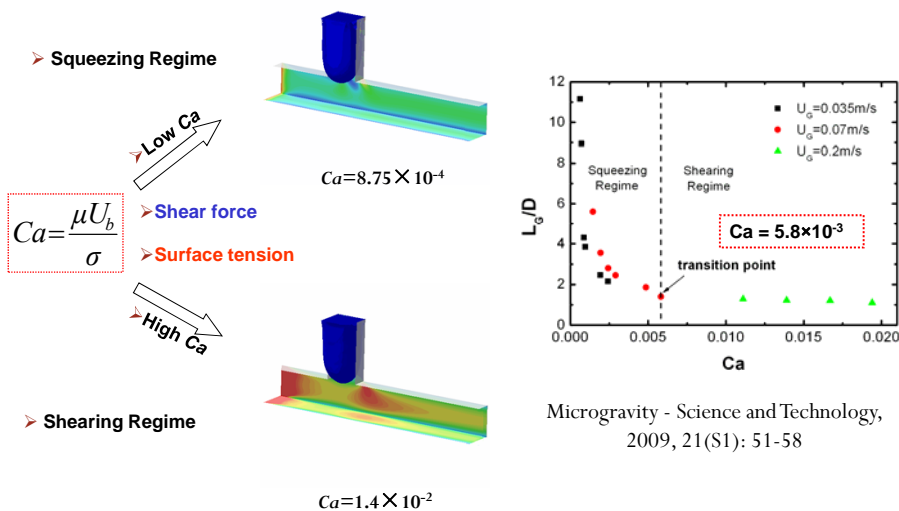 ➢ Squeezing Regime
➢ Low Ca
Ca=8.75×10-4
Ca=μU_b/σ
➢ Shear force
➢ Surface tension
➢ High Ca
➢ Shearing Regime
Ca=1.4×10-2
L_G/D
12
10
8
6
4
2
0
U_G=0.035m/s
U_G=0.07m/s
U_G=0.2m/s
Squeezing
Regime
Shearing
Regime
Ca = 5.8×10-3
transition point
0.000 0.005 0.010 0.015 0.020
Ca
Microgravity - Science and Technology,
2009, 21(S1): 51-58